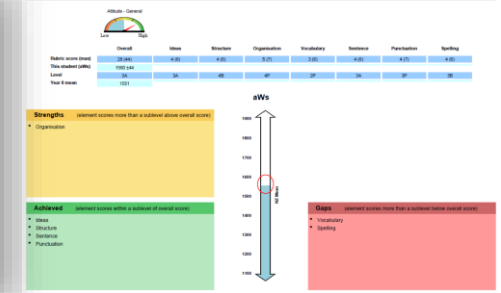 Attitude - General
Low High
Overall Ideas Structure Organisation Vocabulary Sentence Punctuation Spelling
Rubric score (max) 28 (44) 4 (6) 4 (6) 5 (7) 3 (6) 4 (6) 4 (7) 4 (6)
This student (aWs) 1560 ±44
Level 3A 3A 4B 4P 2P 3A 3P 3B
Year 6 mean
aWs
Strengths (element scores more than a sublevel above overall score)
Organisation
1900
1800
1700
1600
1500
1400
1300
1200
1100
NZ Mean
Achieved (element scores within a sublevel of overall score)
Ideas
Structure
Sentence
Punctuation
Gaps (element scores more than a sublevel below overall score)
Vocabulary
Spelling